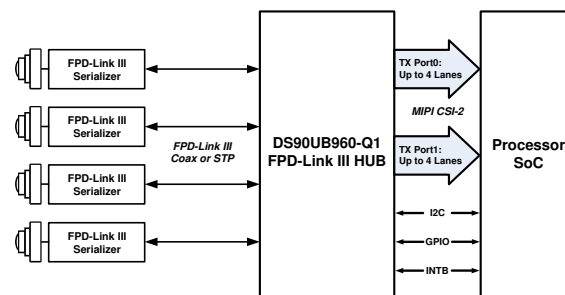 FPD-Link III
Serializer
FPD-Link III
Serializer
FPD-Link III
Serializer
FPD-Link III
Serializer
FPD-Link III
Coax or STP
DS90UB960-Q1
FPD-Link III HUB
TX Port0:
Up to 4 Lanes
MIPI CSI-2
TX Port1:
Up to 4 Lanes
I2C
GPIO
INTB
Processor
SoC